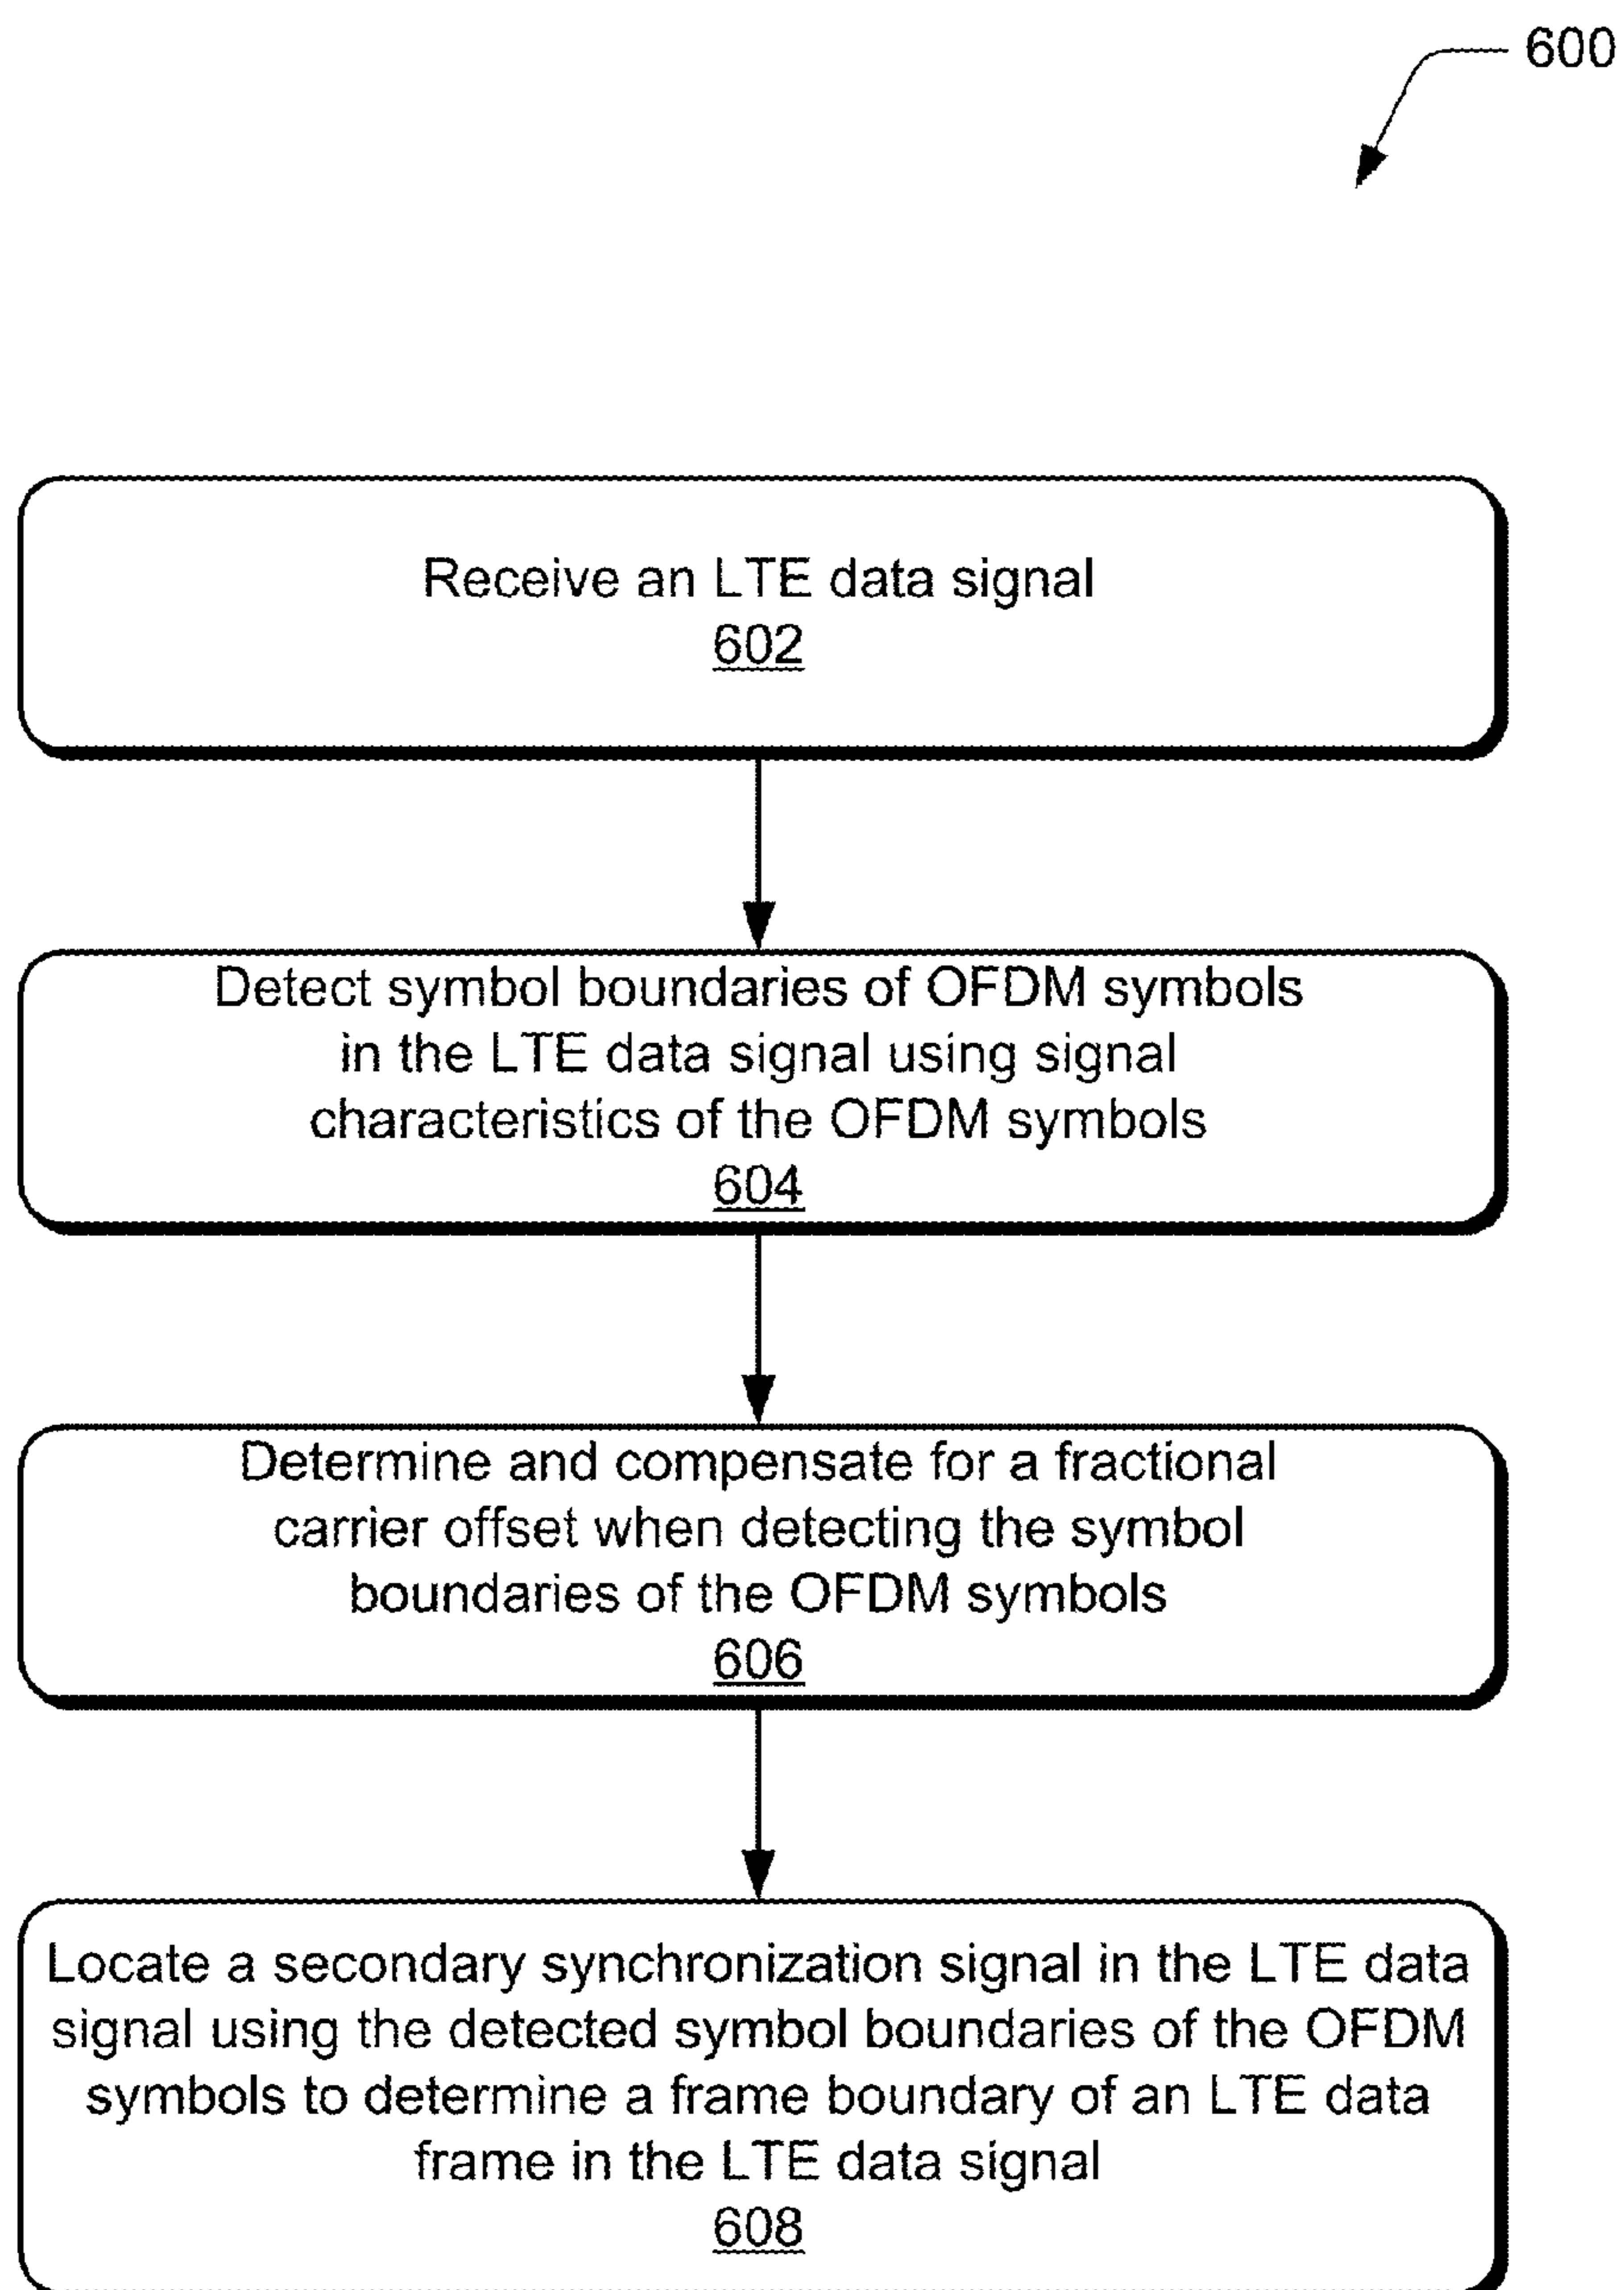 600
Receive an LTE data signal
602
Detect symbol boundaries of OFDM symbols
in the LTE data signal using signal
characteristics of the OFDM symbols
604
Determine and compensate for a fractional
carrier offset when detecting the symbol
boundaries of the OFDM symbols
606
Locate a secondary synchronization signal in the LTE data
signal using the detected symbol boundaries of the OFDM
symbols to determine a frame boundary of an LTE data
frame in the LTE data signal
608